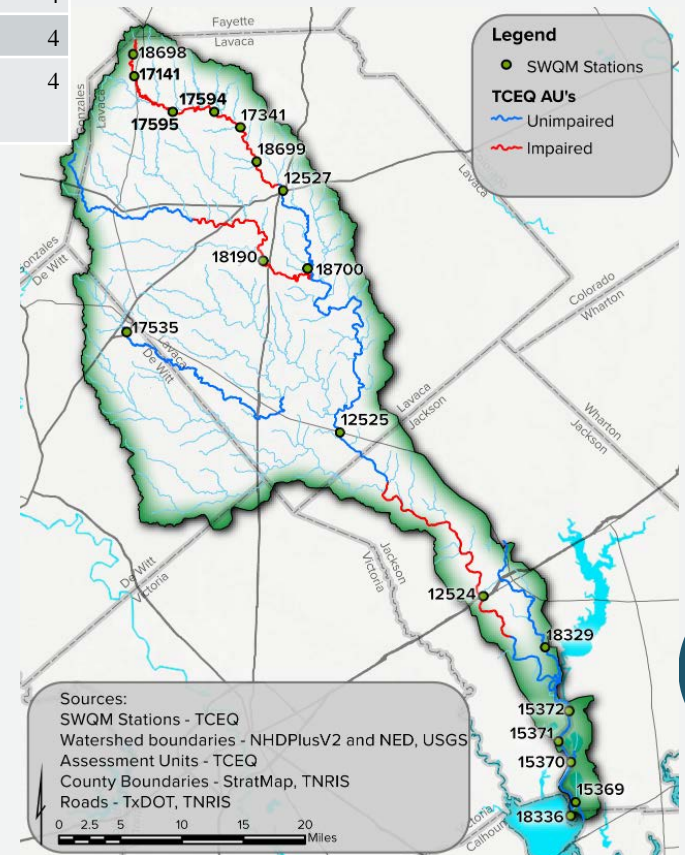 4
4
Fayette
Lavaca
Gonzales
Lavaca
18698
17141
17594
17595
17341
18699
12527
Legend
SWQM Stations
TCEQ AU's
Unimpaired
Impaired
Lavaca
Gonzales
De Witt
18190
18700
Colorado
Wharton
17535
Lavaca
De Witt
12525
Lavaca
Jackson
Wharton
Jackson
De Witt
Victoria
Jackson
Victoria
12524
18329
15372
15371
15370
15369
18336
Victoria
Calhoun
Sources:
SWQM Stations - TCEQ
Watershed boundaries - NHDPlusV2 and NED, USGS
Assessment Units - TCEQ
County Boundaries - StratMap, TNRIS
Roads - TxDOT, TNRIS
0 2.5 5 10 15 20
Miles